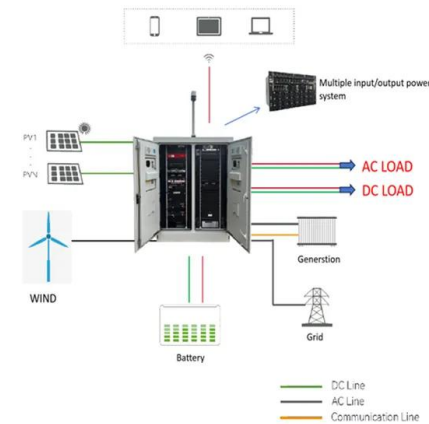 Multiple input/output power
system
PV1
PVN
AC LOAD
DC LOAD
WIND
Generstion
Grid
Battery
DC Line
AC Line
Communication Line